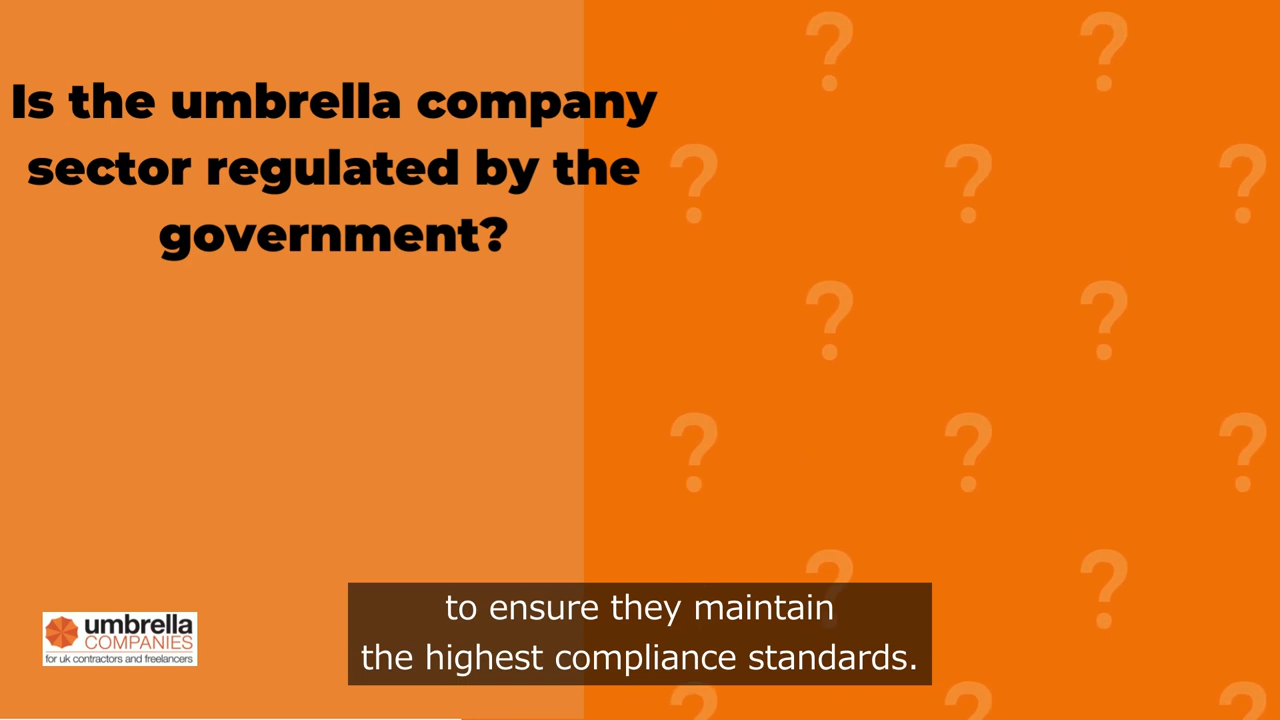 Is the umbrella company
sector regulated by the
government?
umbrella
COMPANIES
for uk contractors and freelancers
to ensure they maintain
the highest compliance standards.